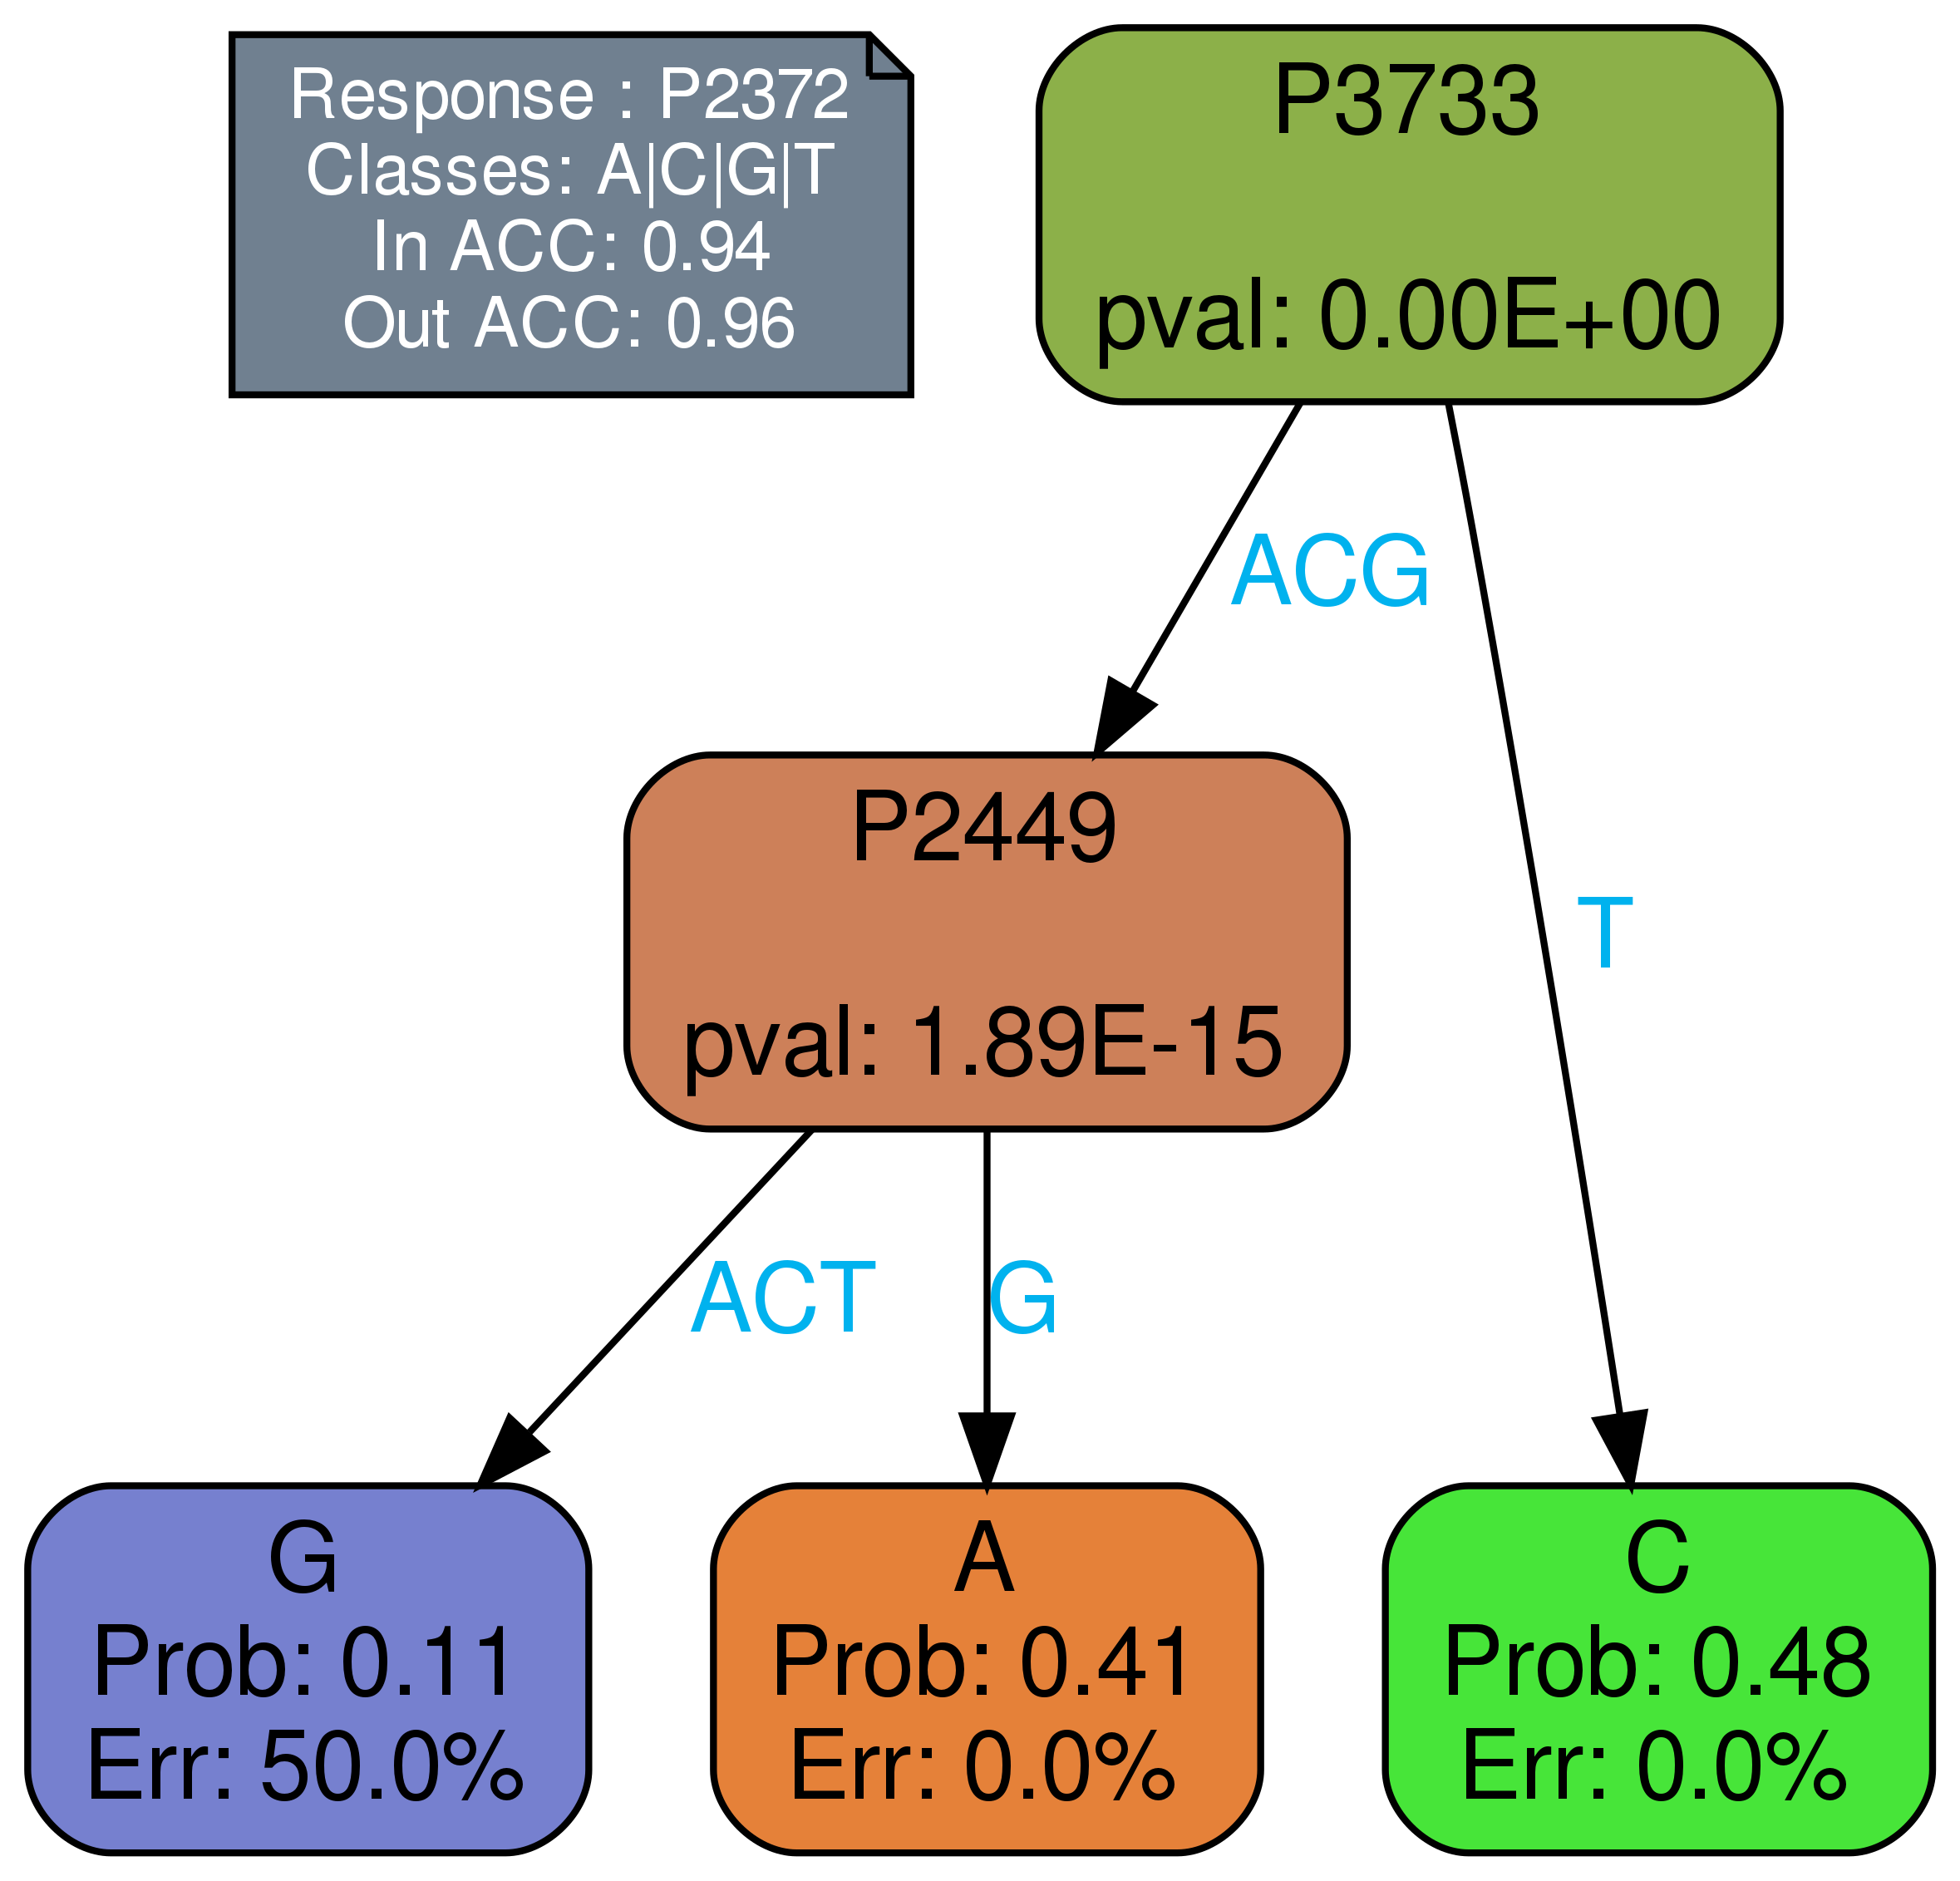 Response : P2372
Classes: A|C|G|T
In ACC: 0.94
Out ACC: 0.96
P3733
pval: 0.00E+00
ACG
T
P2449
pval: 1.89E-15
ACT
G
G
Prob: 0.11
Err: 50.0%
A
Prob: 0.41
Err: 0.0%
C
Prob: 0.48
Err: 0.0%